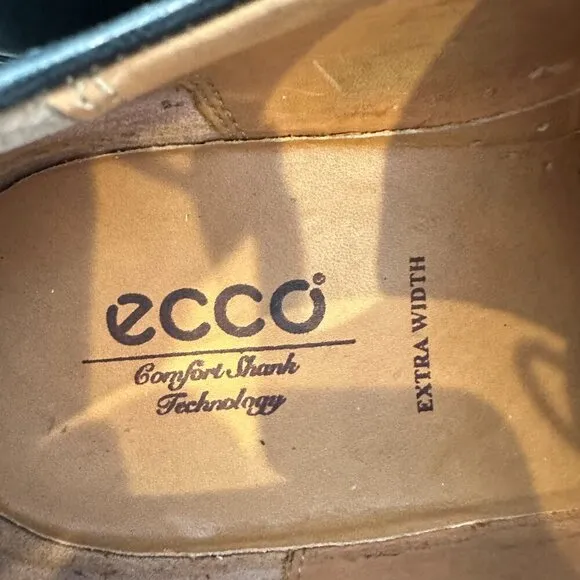 ecco
Comfort Shank
Technology
EXTRA WIDTH